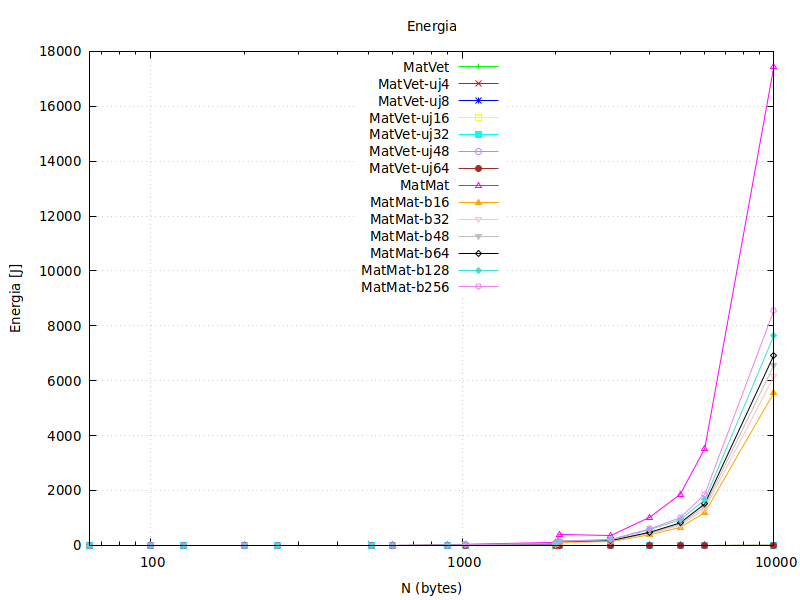 Energia
18000
16000
14000
12000
10000
8000
6000
4000
2000
0
Energia [J]
MatVet
MatVet-uj4
MatVet-uj8
MatVet-uj16
MatVet-uj32
MatVet-uj48
MatVet-uj64
MatMat
MatMat-b16
MatMat-b32
MatMat-b48
MatMat-b64
MatMat-b128
MatMat-b256
100 1000 10000
N (bytes)